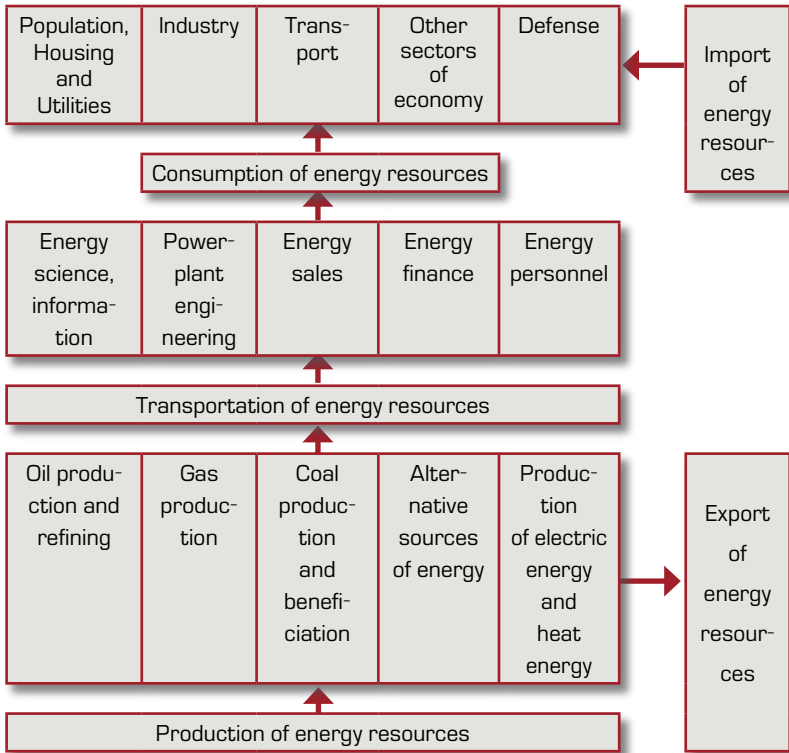 Population,
Housing
and
Utilities
Industry
Trans-
port
Other
sectors
of
economy
Defense
Import
of
energy
resour-
ces
Consumption of energy resources
Energy
science,
informa-
tion
Power-
plant
engi-
neering
Energy
sales
Energy
finance
Energy
personnel
Transportation of energy resources
Oil produ-
ction and
refining
Gas
produc-
tion
Coal
produc-
tion
and
benefi-
ciation
Alter-
native
sources
of energy
Produc-
tion
of electric
energy
and
heat
energy
Export
of
energy
resour-
ces
Production of energy resources